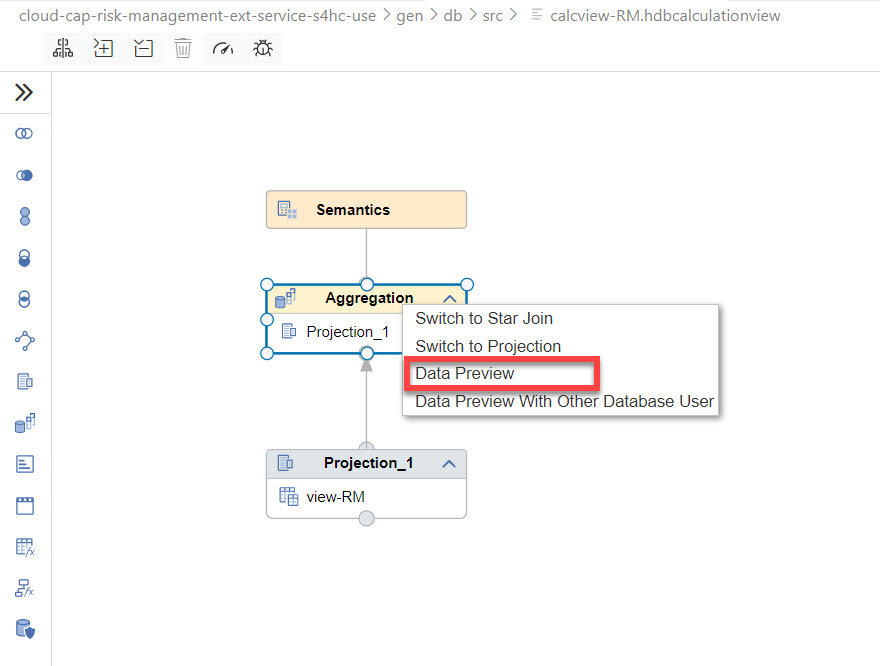 cloud-cap-risk-management-ext-service-s4hc-use > gen > db > src > calcview-RM.hdbcalculationview
Semantics
Aggregation
Projection_1
Switch to Star Join
Switch to Projection
Data Preview
Data Preview With Other Database User
Projection_1
view-RM